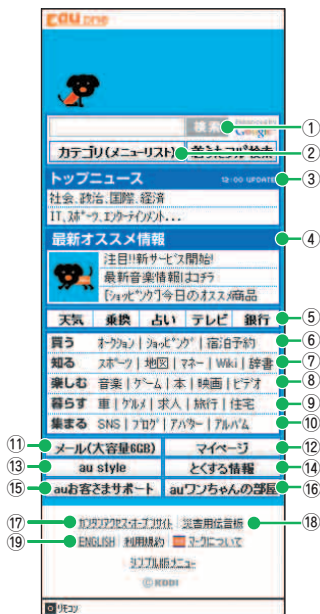 au one
検索 Google ①
カテゴリ(メニューリスト) 着うたフル検索 ②
トップニュース 12:00 UPDATE ③
社会、政治、国際、経済
IT、スポーツ、エンターテインメント・・・
最新オススメ情報 ④
注目!!新サービス開始!
最新音楽情報はコチラ
[ショッピング]今日のオススメ商品
天気 乗換 占い テレビ 銀行 ⑤
買う オークション | ショッピング | 宿泊予約 ⑥
知る スポーツ | 地図 | マネー | Wiki | 辞書 ⑦
楽しむ 音楽 | ゲーム | 本 | 映画 | ビデオ ⑧
暮らす 車 | グルメ | 求人 | 旅行 | 住宅 ⑨
集まる SNS | ブログ | アバター | アルバム ⑩
⑪ メール(大容量6GB) マイページ ⑫
⑬ au style とくする情報 ⑭
⑮ auお客さまサポート auワンちゃんの部屋 ⑯
⑰ カンタンアクセス・オープンサイト 災害用伝言板 ⑱
⑲ ENGLISH 利用規約 マークについて
シンプル版メニュー
© KDDI
リモコン